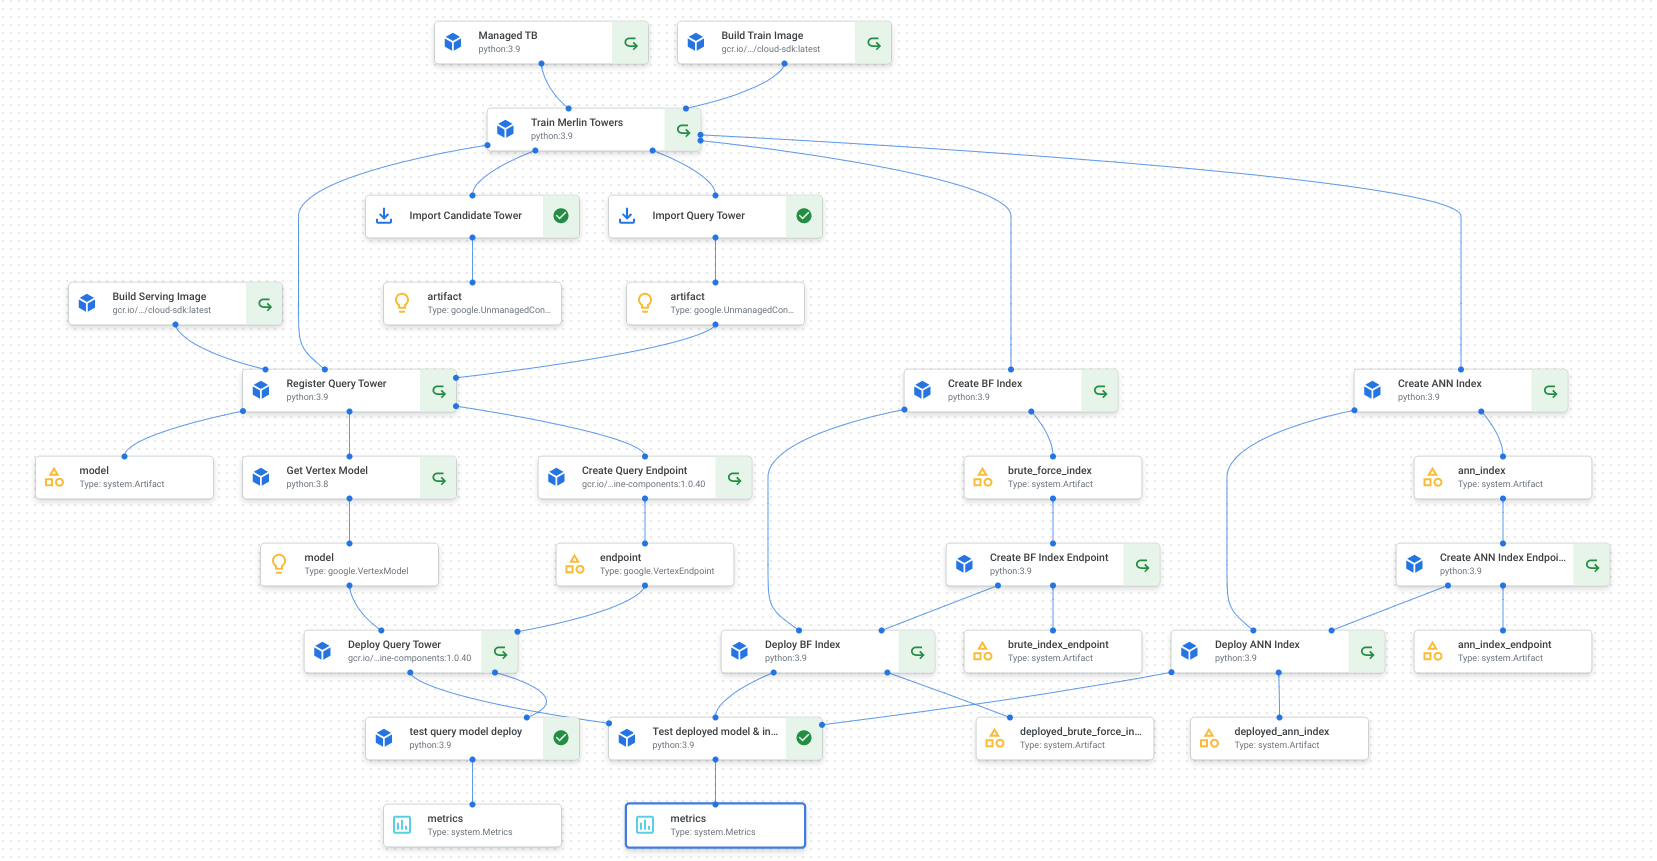 Managed TB
python:3.9
Build Train Image
gcr.io/.../cloud-sdk:latest
Train Merlin Towers
python:3.9
Import Candidate Tower
Import Query Tower
Build Serving Image
gcr.io/.../cloud-sdk:latest
artifact
Type: google.UnmanagedCon...
artifact
Type: google.UnmanagedCon...
Register Query Tower
python:3.9
Create BF Index
python:3.9
Create ANN Index
python:3.9
model
Type: system.Artifact
Get Vertex Model
python:3.8
Create Query Endpoint
gcr.io/...ine-components:1.0.40
brute_force_index
Type: system.Artifact
ann_index
Type: system.Artifact
model
Type: google.VertexModel
endpoint
Type: google.VertexEndpoint
Create BF Index Endpoint
python:3.9
Create ANN Index Endpoi...
python:3.9
Deploy Query Tower
gcr.io/...ine-components:1.0.40
Deploy BF Index
python:3.9
brute_index_endpoint
Type: system.Artifact
Deploy ANN Index
python:3.9
ann_index_endpoint
Type: system.Artifact
test query model deploy
python:3.9
Test deployed model & in...
python:3.9
deployed_brute_force_in...
Type: system.Artifact
deployed_ann_index
Type: system.Artifact
metrics
Type: system.Metrics
metrics
Type: system.Metrics